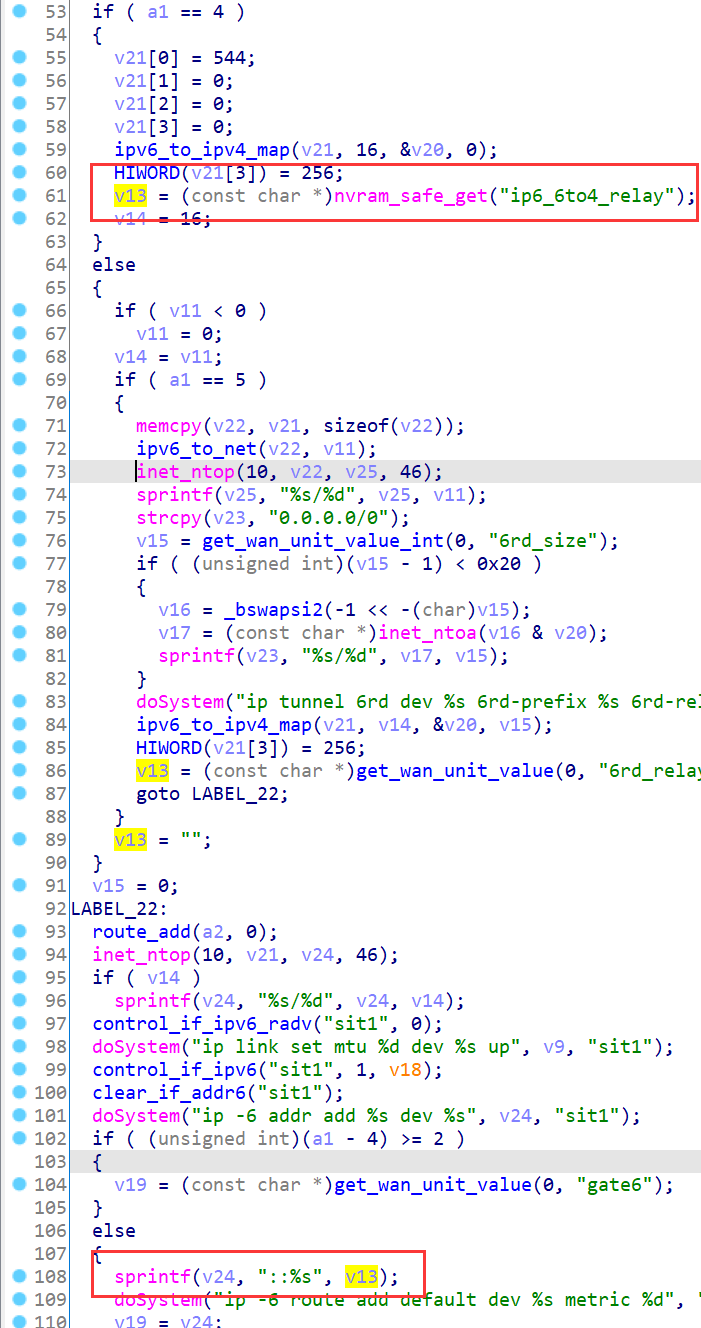 53 if ( a1 == 4 )
54 {
55 v21[0] = 544;
56 v21[1] = 0;
57 v21[2] = 0;
58 v21[3] = 0;
59 ipv6_to_ipv4_map(v21, 16, &v20, 0);
60 HIWORD(v21[3]) = 256;
61 v13 = (const char *)nvram_safe_get("ip6_6to4_relay");
62 v14 = 16;
63 }
64 else
65 {
66 if ( v11 < 0 )
67 v11 = 0;
68 v14 = v11;
69 if ( a1 == 5 )
70 {
71 memcpy(v22, v21, sizeof(v22));
72 ipv6_to_net(v22, v11);
73 inet_ntop(10, v22, v25, 46);
74 sprintf(v25, "%s/%d", v25, v11);
75 strcpy(v23, "0.0.0.0/0");
76 v15 = get_wan_unit_value_int(0, "6rd_size");
77 if ( (unsigned int)(v15 - 1) < 0x20 )
78 {
79 v16 = _bswapsi2(-1 << -(char)v15);
80 v17 = (const char *)inet_ntoa(v16 & v20);
81 sprintf(v23, "%s/%d", v17, v15);
82 }
83 doSystem("ip tunnel 6rd dev %s 6rd-prefix %s 6rd-rel
84 ipv6_to_ipv4_map(v21, v14, &v20, v15);
85 HIWORD(v21[3]) = 256;
86 v13 = (const char *)get_wan_unit_value(0, "6rd_relay
87 goto LABEL_22;
88 }
89 v13 = "";
90 }
91 v15 = 0;
92 LABEL_22:
93 route_add(a2, 0);
94 inet_ntop(10, v21, v24, 46);
95 if ( v14 )
96 sprintf(v24, "%s/%d", v24, v14);
97 control_if_ipv6_radv("sit1", 0);
98 doSystem("ip link set mtu %d dev %s up", v9, "sit1");
99 control_if_ipv6("sit1", 1, v18);
100 clear_if_addr6("sit1");
101 doSystem("ip -6 addr add %s dev %s", v24, "sit1");
102 if ( (unsigned int)(a1 - 4) >= 2 )
103 {
104 v19 = (const char *)get_wan_unit_value(0, "gate6");
105 }
106 else
107 {
108 sprintf(v24, "::%s", v13);
109 doSystem("ip -6 route add default dev %s metric %d", "
110 v19 = v24;